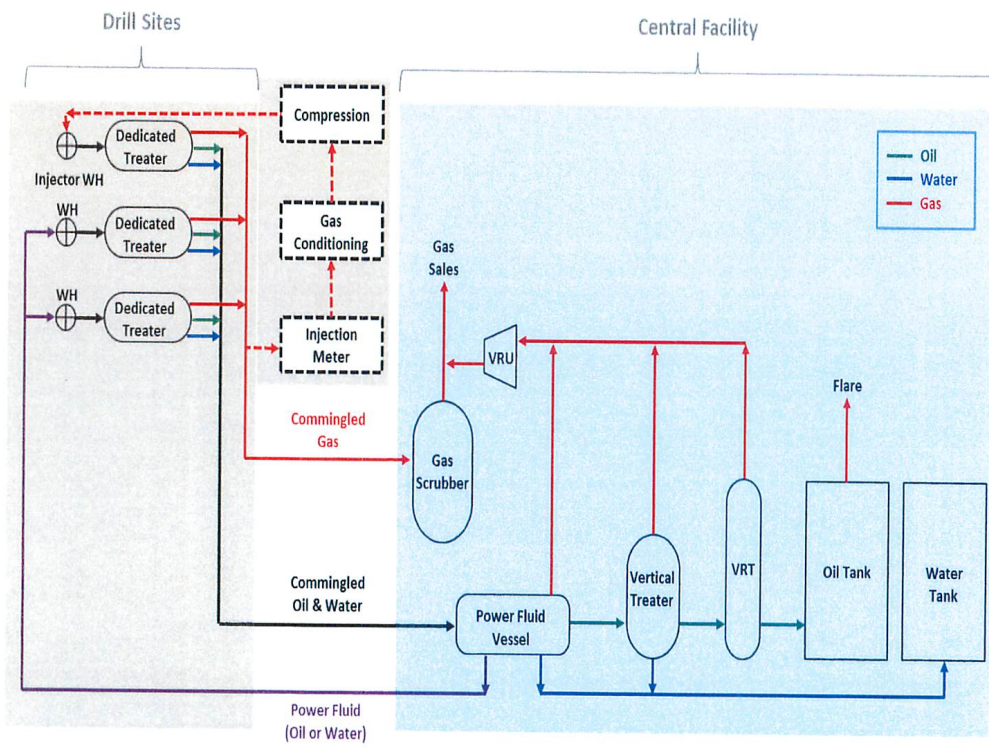 Drill Sites
Central Facility
Compression
Dedicated
Treater
Injector WH
Oil
Water
Gas
WH
Dedicated
Treater
Gas
Conditioning
Gas
Sales
WH
Dedicated
Treater
Injection
Meter
VRU
Flare
Commingled
Gas
Gas
Scrubber
Commingled
Oil & Water
Vertical
Treater
VRT
Oil Tank
Water
Tank
Power Fluid
Vessel
Power Fluid
(Oil or Water)